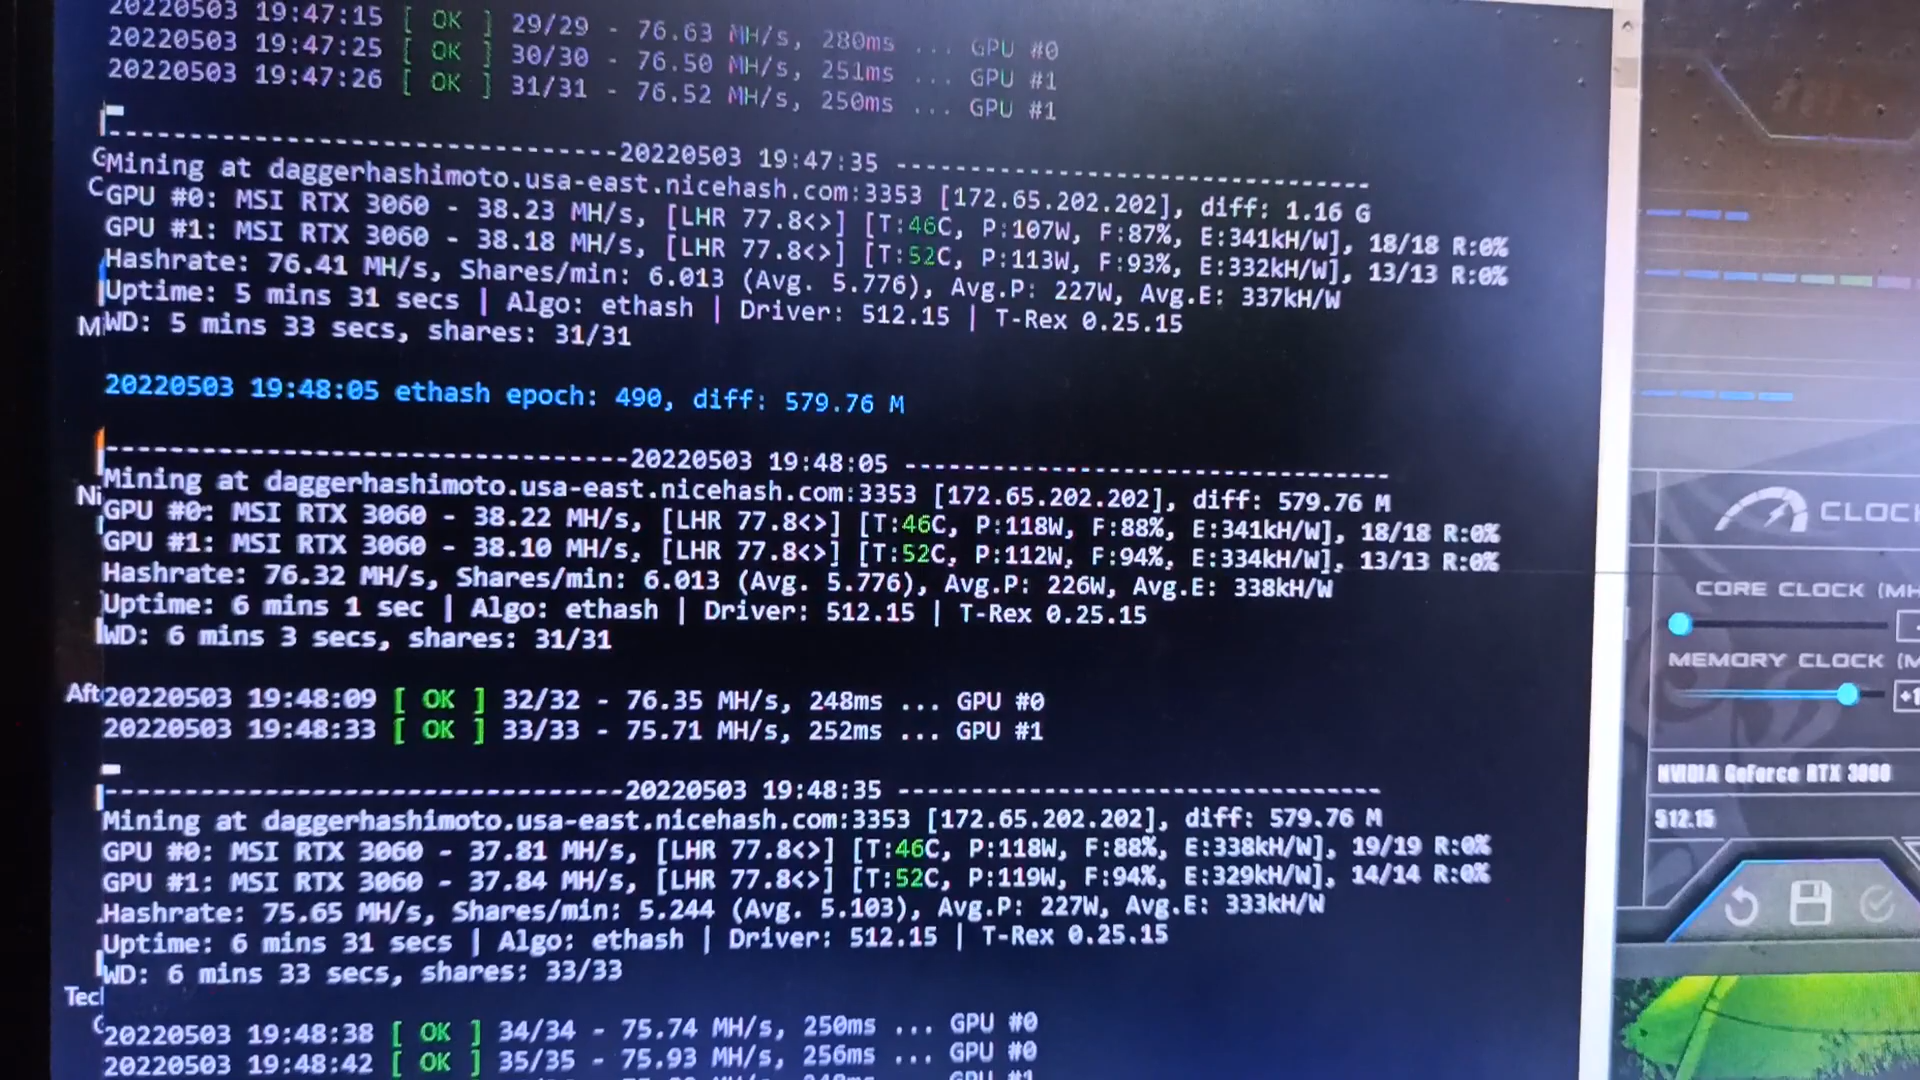 20220503 19:47:15 [ OK ] 29/29 - 76.63 MH/s, 280ms ... GPU #0
20220503 19:47:25 [ OK ] 30/30 - 76.50 MH/s, 251ms ... GPU #1
20220503 19:47:26 [ OK ] 31/31 - 76.52 MH/s, 250ms ... GPU #1
---------------------------------20220503 19:47:35 ---------------------------------
Mining at daggerhashimoto.usa-east.nicehash.com:3353 [172.65.202.202], diff: 1.16 G
GPU #0: MSI RTX 3060 - 38.23 MH/s, [LHR 77.8<>] [T:46C, P:107W, F:87%, E:341kH/W], 18/18 R:0%
GPU #1: MSI RTX 3060 - 38.18 MH/s, [LHR 77.8<>] [T:52C, P:113W, F:93%, E:332kH/W], 13/13 R:0%
Hashrate: 76.41 MH/s, Shares/min: 6.013 (Avg. 5.776), Avg.P: 227W, Avg.E: 337kH/W
Uptime: 5 mins 31 secs | Algo: ethash | Driver: 512.15 | T-Rex 0.25.15
WD: 5 mins 33 secs, shares: 31/31
20220503 19:48:05 ethash epoch: 490, diff: 579.76 M
---------------------------------20220503 19:48:05 ---------------------------------
Mining at daggerhashimoto.usa-east.nicehash.com:3353 [172.65.202.202], diff: 579.76 M
GPU #0: MSI RTX 3060 - 38.22 MH/s, [LHR 77.8<>] [T:46C, P:118W, F:88%, E:341kH/W], 18/18 R:0%
GPU #1: MSI RTX 3060 - 38.10 MH/s, [LHR 77.8<>] [T:52C, P:112W, F:94%, E:334kH/W], 13/13 R:0%
Hashrate: 76.32 MH/s, Shares/min: 6.013 (Avg. 5.776), Avg.P: 226W, Avg.E: 338kH/W
Uptime: 6 mins 1 sec | Algo: ethash | Driver: 512.15 | T-Rex 0.25.15
WD: 6 mins 3 secs, shares: 31/31
20220503 19:48:09 [ OK ] 32/32 - 76.35 MH/s, 248ms ... GPU #0
20220503 19:48:33 [ OK ] 33/33 - 75.71 MH/s, 252ms ... GPU #1
---------------------------------20220503 19:48:35 ---------------------------------
Mining at daggerhashimoto.usa-east.nicehash.com:3353 [172.65.202.202], diff: 579.76 M
GPU #0: MSI RTX 3060 - 37.81 MH/s, [LHR 77.8<>] [T:46C, P:118W, F:88%, E:338kH/W], 19/19 R:0%
GPU #1: MSI RTX 3060 - 37.84 MH/s, [LHR 77.8<>] [T:52C, P:119W, F:94%, E:329kH/W], 14/14 R:0%
Hashrate: 75.65 MH/s, Shares/min: 5.244 (Avg. 5.103), Avg.P: 227W, Avg.E: 333kH/W
Uptime: 6 mins 31 secs | Algo: ethash | Driver: 512.15 | T-Rex 0.25.15
WD: 6 mins 33 secs, shares: 33/33
20220503 19:48:38 [ OK ] 34/34 - 75.74 MH/s, 250ms ... GPU #0
20220503 19:48:42 [ OK ] 35/35 - 75.93 MH/s, 256ms ... GPU #0
GPU #1
Ni
Aft
Tecl
CLOC
CORE CLOCK (MH
MEMORY CLOCK (M
+1
NVIDIA GeForce RTX 3060
512.15